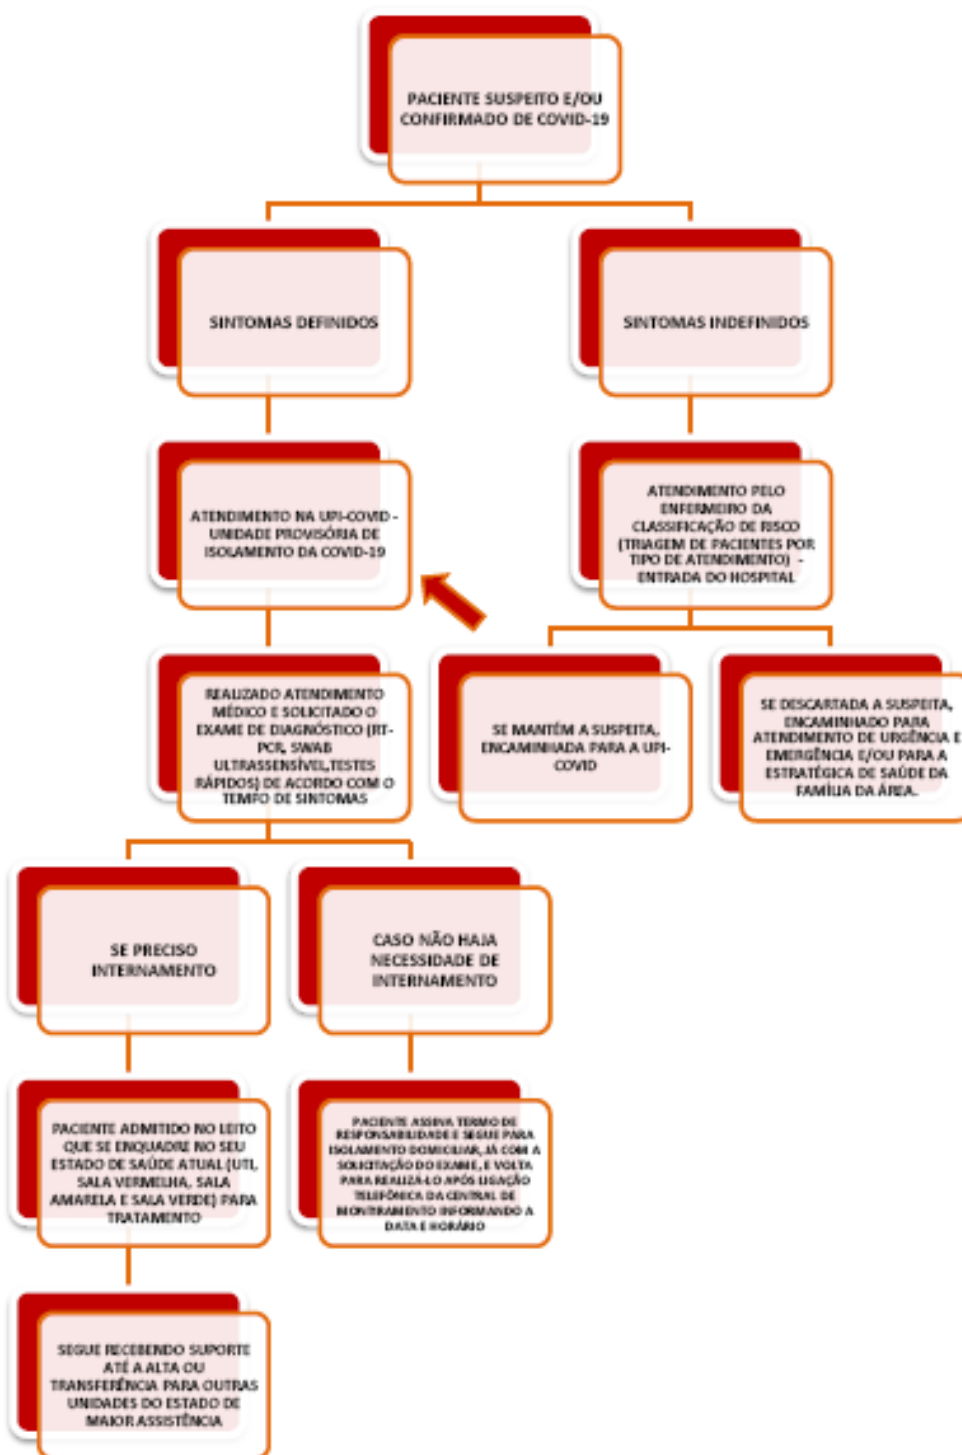 PACIENTE SUSPEITO E/OU
CONFIRMADO DE COVID-19
SINTOMAS DEFINIDOS
SINTOMAS INDEFINIDOS
ATENDIMENTO NA UPI-COVID -
UNIDADE PROVISÓRIA DE
ISOLAMENTO DA COVID-19
ATENDIMENTO PELO
ENFERMEIRO DA
CLASSIFICAÇÃO DE RISCO
(TRIAGEM DE PACIENTES POR
TIPO DE ATENDIMENTO) -
ENTRADA DO HOSPITAL
REALIZADO ATENDIMENTO
MÉDICO E SOLICITADO O
EXAME DE DIAGNÓSTICO (RT-
PCR, SWAB
ULTRASSENSÍVEL,TESTES
RÁPIDOS) DE ACORDO COM O
TEMPO DE SINTOMAS
SE MANTÉM A SUSPEITA,
ENCAMINHADA PARA A UPI-
COVID
SE DESCARTADA A SUSPEITA,
ENCAMINHADO PARA
ATENDIMENTO DE URGÊNCIA E
EMERGÊNCIA E/OU PARA A
ESTRATÉGICA DE SAÚDE DA
FAMÍLIA DA ÁREA.
SE PRECISO
INTERNAMENTO
CASO NÃO HAJA
NECESSIDADE DE
INTERNAMENTO
PACIENTE ADMITIDO NO LEITO
QUE SE ENQUADRE NO SEU
ESTADO DE SAÚDE ATUAL (UTI,
SALA VERMELHA, SALA
AMARELA E SALA VERDE) PARA
TRATAMENTO
PACIENTE ASSINA TERMO DE
RESPONSABILIDADE E SEGUE PARA
ISOLAMENTO DOMICILIAR, JÁ COM A
SOLICITAÇÃO DO EXAME, E VOLTA
PARA REALIZÁ-LO APÓS LIGAÇÃO
TELEFÔNICA DA CENTRAL DE
MONTIRAMENTO INFORMANDO A
DATA E HORÁRIO
SEGUE RECEBENDO SUPORTE
ATÉ A ALTA OU
TRANSFERÊNCIA PARA OUTRAS
UNIDADES DO ESTADO DE
MAIOR ASSISTÊNCIA